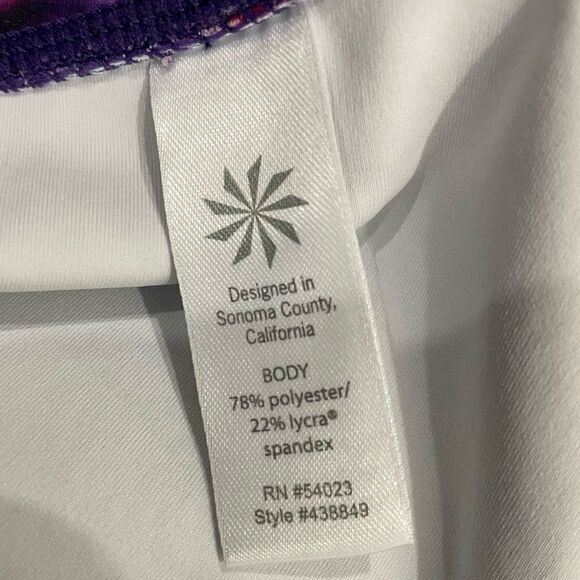 Designed in
Sonoma County,
California
BODY
78% polyester/
22% lycra®
spandex
RN #54023
Style #438849